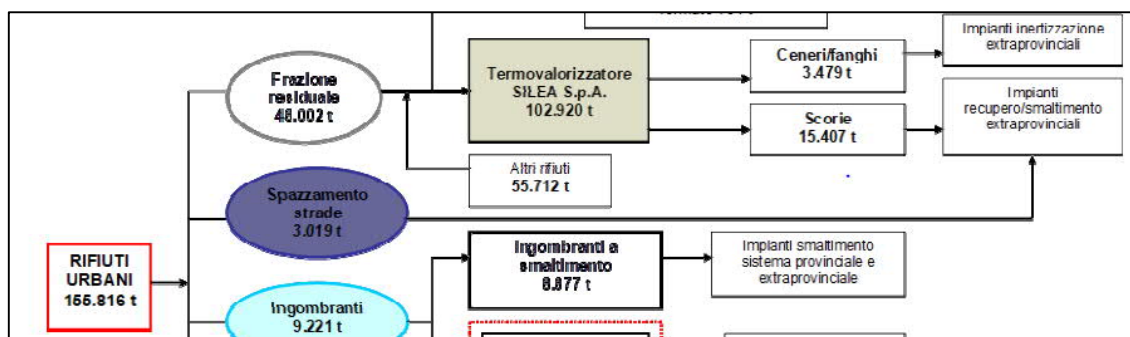 Impianti inertizzazione
extraprovinciali
Ceneri/fanghi
3.479 t
Frazione
residuale
48.002 t
Termovalorizzatore
SILEA S.p.A.
102.920 t
Impianti
recupero/smaltimento
extraprovinciali
Scorie
15.407 t
Altri rifiuti
55.712 t
Spazzamento
strade
3.019 t
RIFIUTI
URBANI
155.816 t
Ingombranti a
smaltimento
8.877 t
Impianti smaltimento
sistema provinciale e
extraprovinciale
Ingombranti
9.221 t